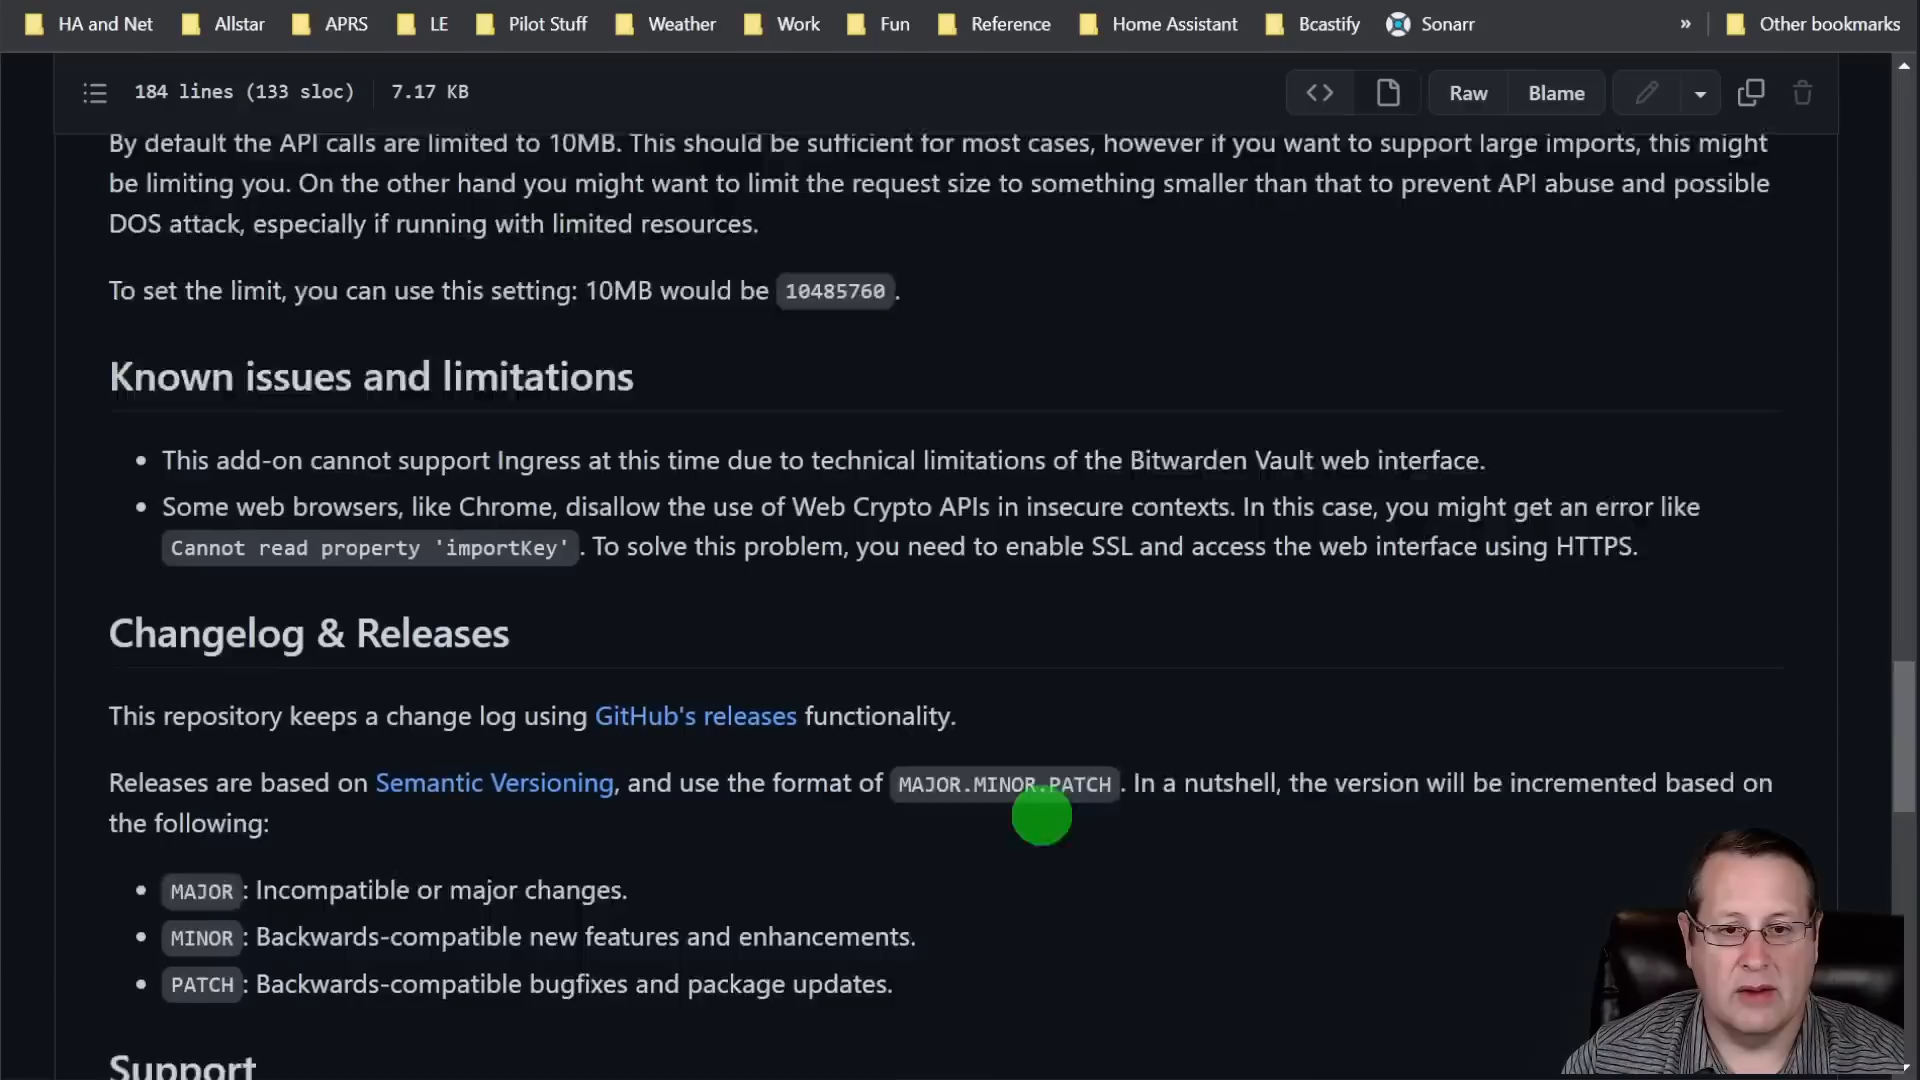 HA and Net Allstar APRS LE Pilot Stuff Weather Work Fun Reference Home Assistant Bcastify Sonarr » Other bookmarks
184 lines (133 sloc) 7.17 KB Raw Blame
By default the API calls are limited to 10MB. This should be sufficient for most cases, however if you want to support large imports, this might
be limiting you. On the other hand you might want to limit the request size to something smaller than that to prevent API abuse and possible
DOS attack, especially if running with limited resources.
To set the limit, you can use this setting: 10MB would be 10485760.
Known issues and limitations
• This add-on cannot support Ingress at this time due to technical limitations of the Bitwarden Vault web interface.
• Some web browsers, like Chrome, disallow the use of Web Crypto APIs in insecure contexts. In this case, you might get an error like
Cannot read property 'importKey'. To solve this problem, you need to enable SSL and access the web interface using HTTPS.
Changelog & Releases
This repository keeps a change log using GitHub's releases functionality.
Releases are based on Semantic Versioning, and use the format of MAJOR.MINOR.PATCH. In a nutshell, the version will be incremented based on
the following:
• MAJOR: Incompatible or major changes.
• MINOR: Backwards-compatible new features and enhancements.
• PATCH: Backwards-compatible bugfixes and package updates.
Support